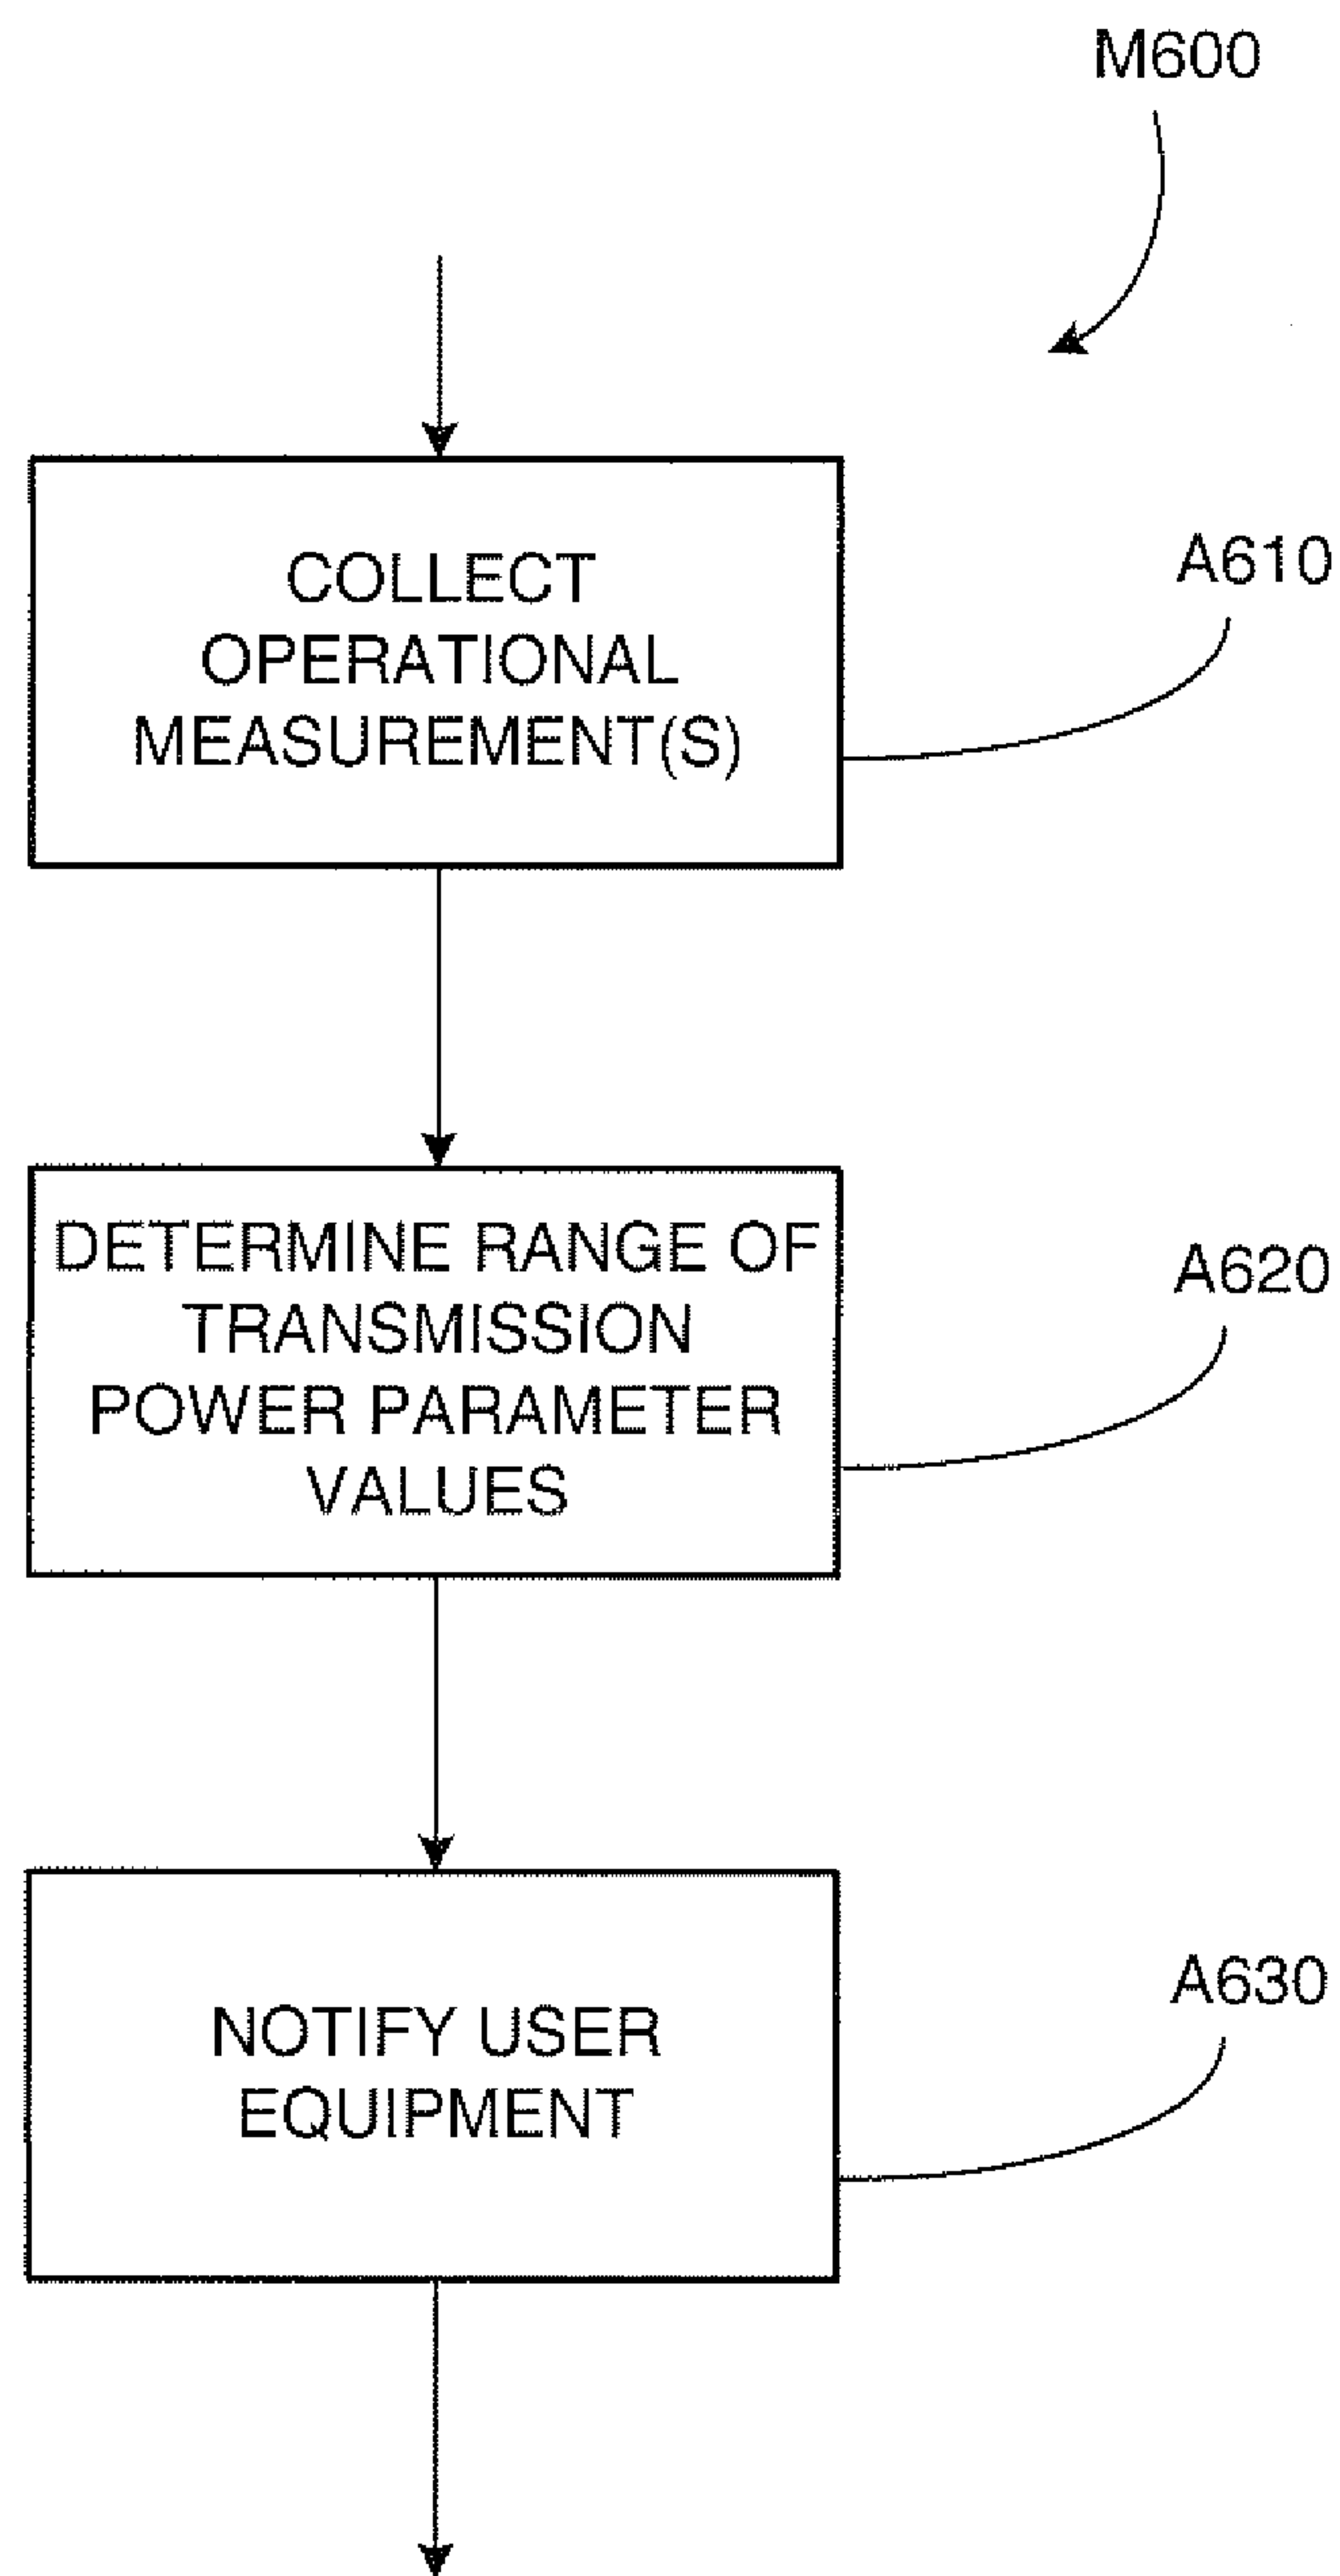 M600
COLLECT
OPERATIONAL
MEASUREMENT(S)
A610
DETERMINE RANGE OF
TRANSMISSION
POWER PARAMETER
VALUES
A620
NOTIFY USER
EQUIPMENT
A630